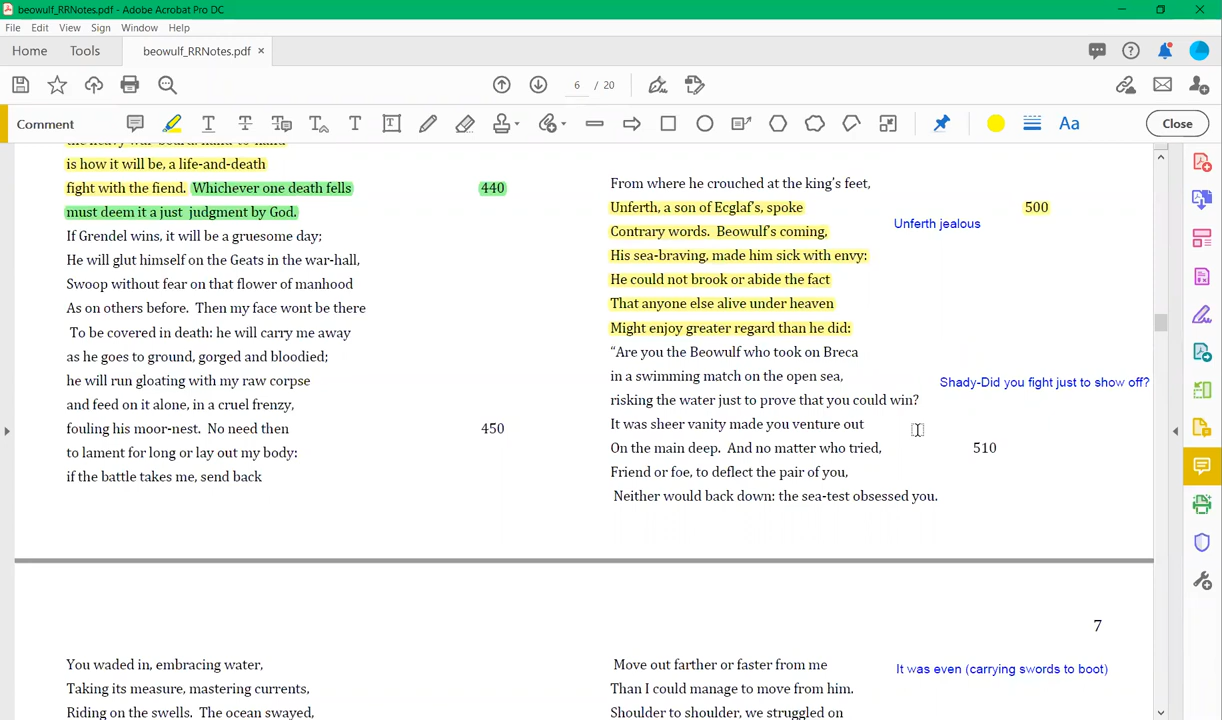 beowulf_RRNotes.pdf - Adobe Acrobat Pro DC
File Edit View Sign Window Help
Home Tools beowulf_RRNotes.pdf ×
6 / 20
Comment
Aa
Close
is how it will be, a life-and-death
fight with the fiend. Whichever one death fells 440
must deem it a just judgment by God.
If Grendel wins, it will be a gruesome day;
He will glut himself on the Geats in the war-hall,
Swoop without fear on that flower of manhood
As on others before. Then my face wont be there
To be covered in death: he will carry me away
as he goes to ground, gorged and bloodied;
he will run gloating with my raw corpse
and feed on it alone, in a cruel frenzy,
fouling his moor-nest. No need then 450
to lament for long or lay out my body:
if the battle takes me, send back
From where he crouched at the king's feet,
Unferth, a son of Ecglaf's, spoke 500
Contrary words. Beowulf's coming,
Unferth jealous
His sea-braving, made him sick with envy:
He could not brook or abide the fact
That anyone else alive under heaven
Might enjoy greater regard than he did:
“Are you the Beowulf who took on Breca
in a swimming match on the open sea,
Shady-Did you fight just to show off?
risking the water just to prove that you could win?
It was sheer vanity made you venture out
On the main deep. And no matter who tried, 510
Friend or foe, to deflect the pair of you,
Neither would back down: the sea-test obsessed you.
7
You waded in, embracing water,
Taking its measure, mastering currents,
Riding on the swells. The ocean swayed,
Move out farther or faster from me
It was even (carrying swords to boot)
Than I could manage to move from him.
Shoulder to shoulder, we struggled on